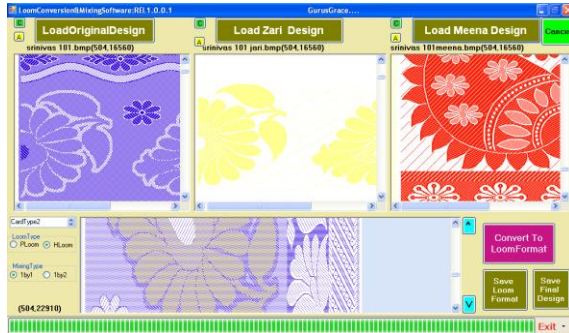 LoomConversion&MixingSoftware:REL1.0.0.1 GurusGrace....
C LoadOriginalDesign C Load Zari Design C Load Meena Design Cance
A A A
srinivas 101.bmp(504,16560) srinivas 101 jari.bmp(504,16560) srinivas 101meena.bmp(504,16560)
CardType2
LoomType
PLoom HLoom
MixingType
1by1 1by2
(504,22910)
Λ
V
Convert To
LoomFormat
Save
Loom
Format
Save
Final
Design
Exit